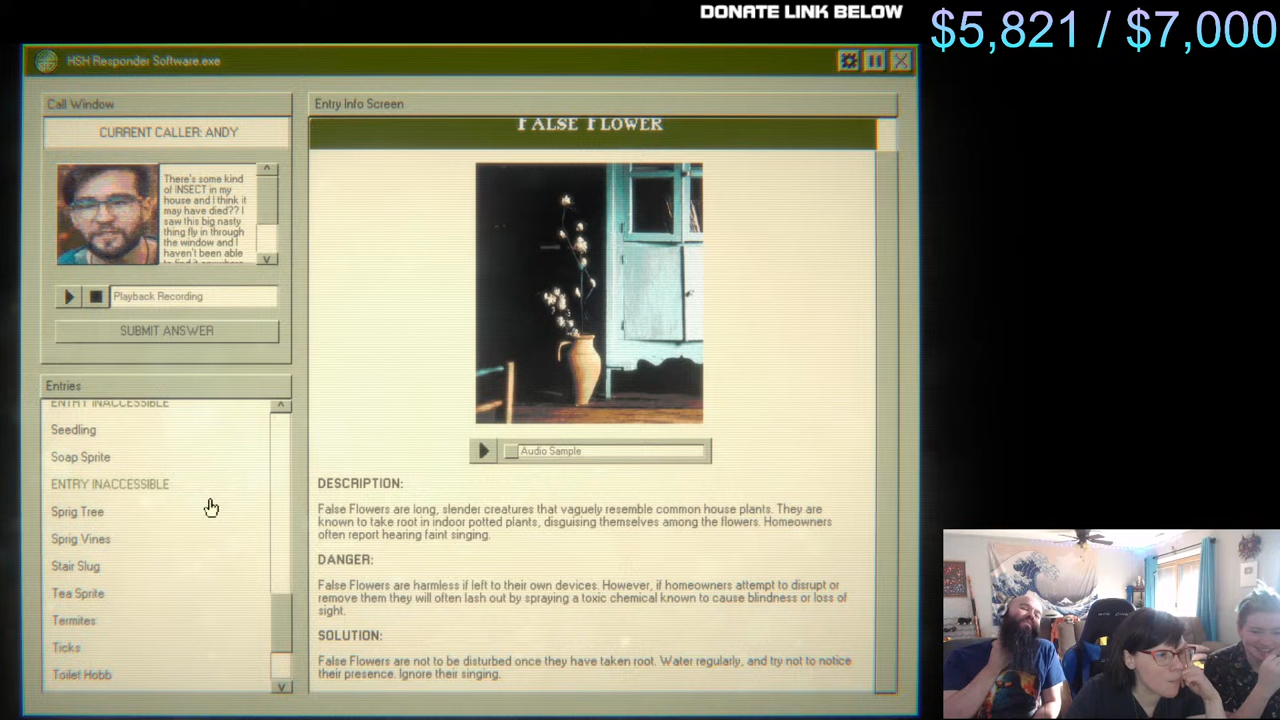 DONATE LINK BELOW
$5,821 / $7,000
HSH Responder Software.exe
Call Window
CURRENT CALLER: ANDY
There's some kind
of INSECT in my
house and I think it
may have died?? I
saw this big nasty
thing fly in through
the window and I
haven't been able
to find it anywhere
Playback Recording
SUBMIT ANSWER
Entries
ENTRY INACCESSIBLE
Seedling
Soap Sprite
ENTRY INACCESSIBLE
Sprig Tree
Sprig Vines
Stair Slug
Tea Sprite
Termites
Ticks
Toilet Hobb
Entry Info Screen
FALSE FLOWER
Audio Sample
DESCRIPTION:
False Flowers are long, slender creatures that vaguely resemble common house plants. They are
known to take root in indoor potted plants, disguising themselves among the flowers. Homeowners
often report hearing faint singing.
DANGER:
False Flowers are harmless if left to their own devices. However, if homeowners attempt to disrupt or
remove them they will often lash out by spraying a toxic chemical known to cause blindness or loss of
sight.
SOLUTION:
False Flowers are not to be disturbed once they have taken root. Water regularly, and try not to notice
their presence. Ignore their singing.